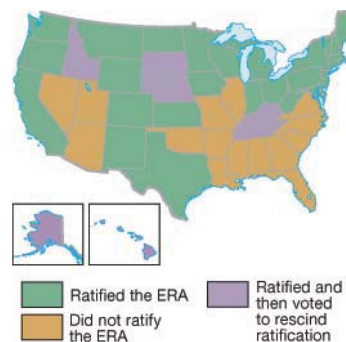 Ratified the ERA
Did not ratify
the ERA
Ratified and
then voted
to rescind
ratification